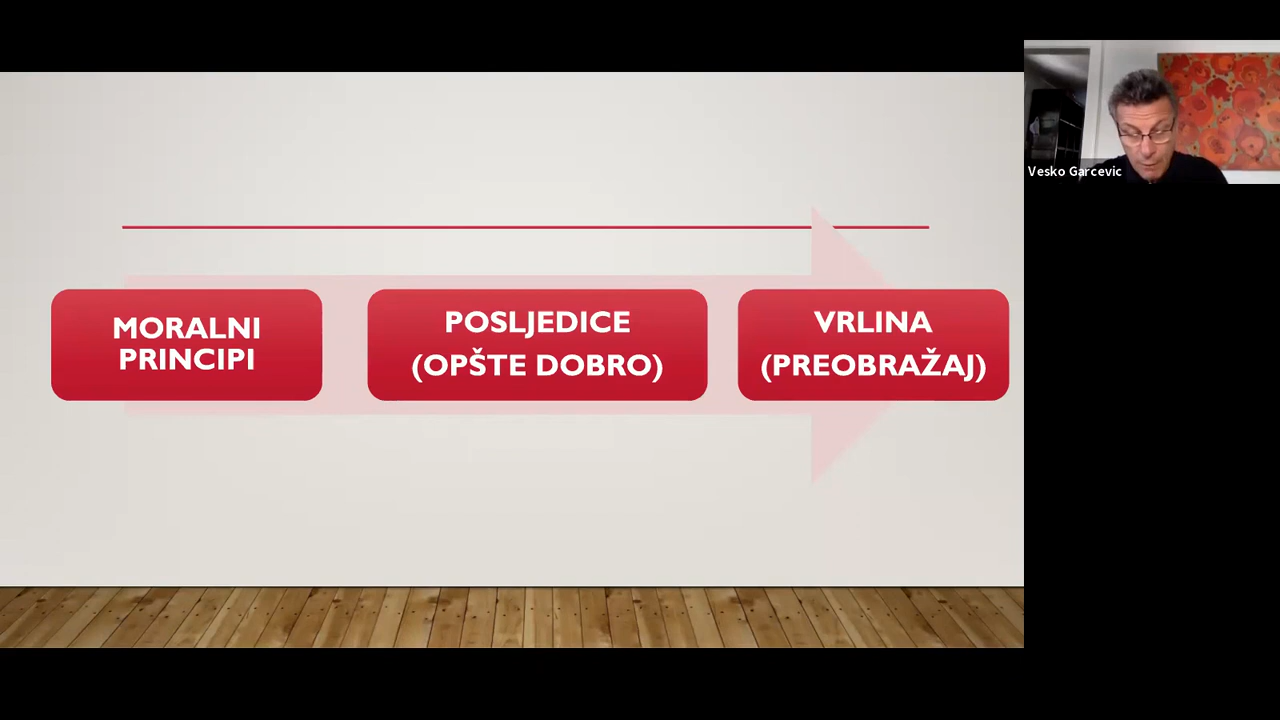 MORALNI
PRINCIPI
POSLJEDICE
(OPŠTE DOBRO)
VRLINA
(PREOBRAŽAJ)
Vesko Garcevic